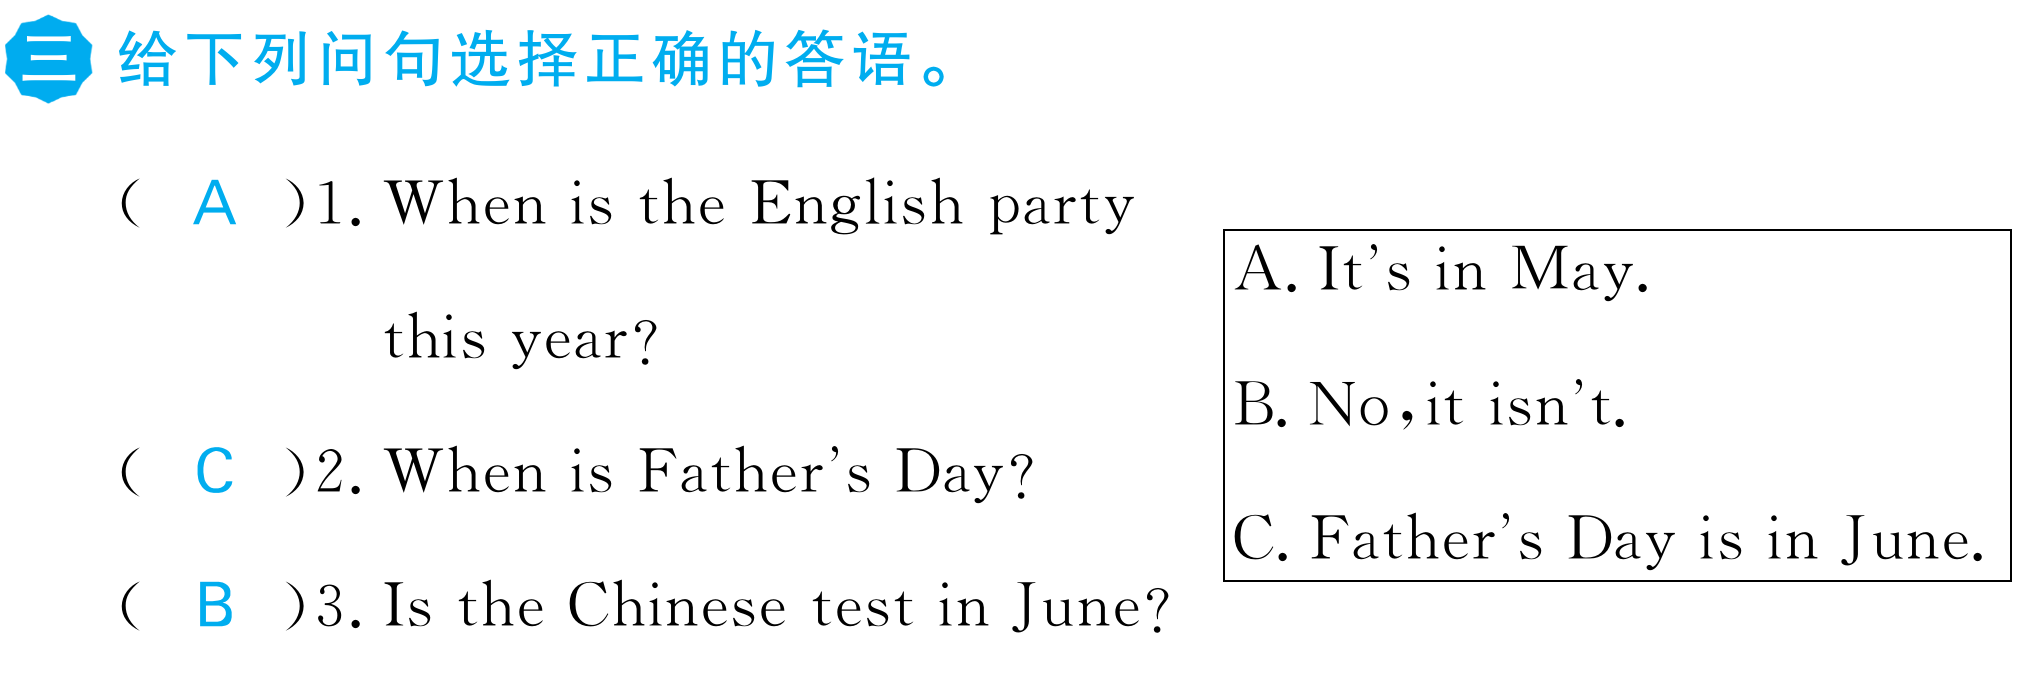 三 给下列问句选择正确的答语。
( A )1. When is the English party
this year?
( C )2. When is Father's Day?
( B )3. Is the Chinese test in June?
A. It's in May.
B. No,it isn't.
C. Father's Day is in June.